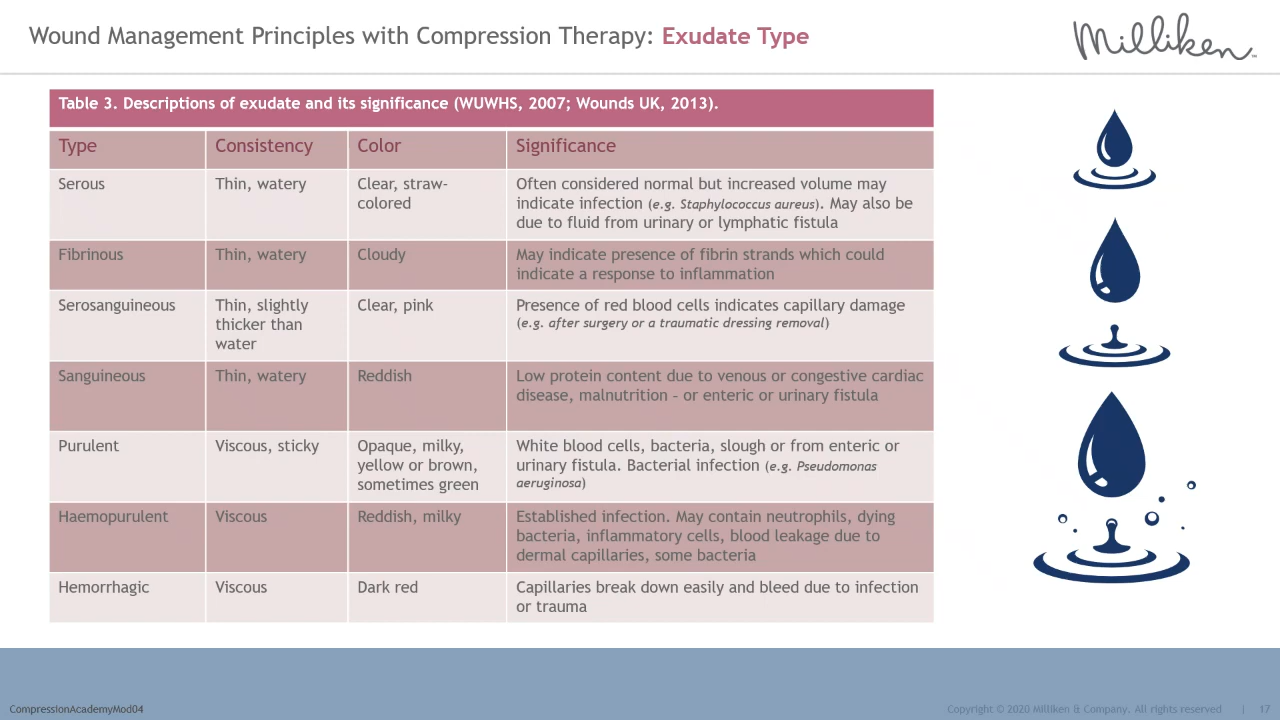 Wound Management Principles with Compression Therapy: Exudate Type
Milliken™
Table 3. Descriptions of exudate and its significance (WUWHS, 2007; Wounds UK, 2013).
Type
Consistency
Color
Significance
Serous
Thin, watery
Clear, straw-
colored
Often considered normal but increased volume may
indicate infection (e.g. Staphylococcus aureus). May also be
due to fluid from urinary or lymphatic fistula
Fibrinous
Thin, watery
Cloudy
May indicate presence of fibrin strands which could
indicate a response to inflammation
Serosanguineous
Thin, slightly
thicker than
water
Clear, pink
Presence of red blood cells indicates capillary damage
(e.g. after surgery or a traumatic dressing removal)
Sanguineous
Thin, watery
Reddish
Low protein content due to venous or congestive cardiac
disease, malnutrition - or enteric or urinary fistula
Purulent
Viscous, sticky
Opaque, milky,
yellow or brown,
sometimes green
White blood cells, bacteria, slough or from enteric or
urinary fistula. Bacterial infection (e.g. Pseudomonas
aeruginosa)
Haemopurulent
Viscous
Reddish, milky
Established infection. May contain neutrophils, dying
bacteria, inflammatory cells, blood leakage due to
dermal capillaries, some bacteria
Hemorrhagic
Viscous
Dark red
Capillaries break down easily and bleed due to infection
or trauma
CompressionAcademyMod04
Copyright © 2020 Milliken & Company. All rights reserved | 17